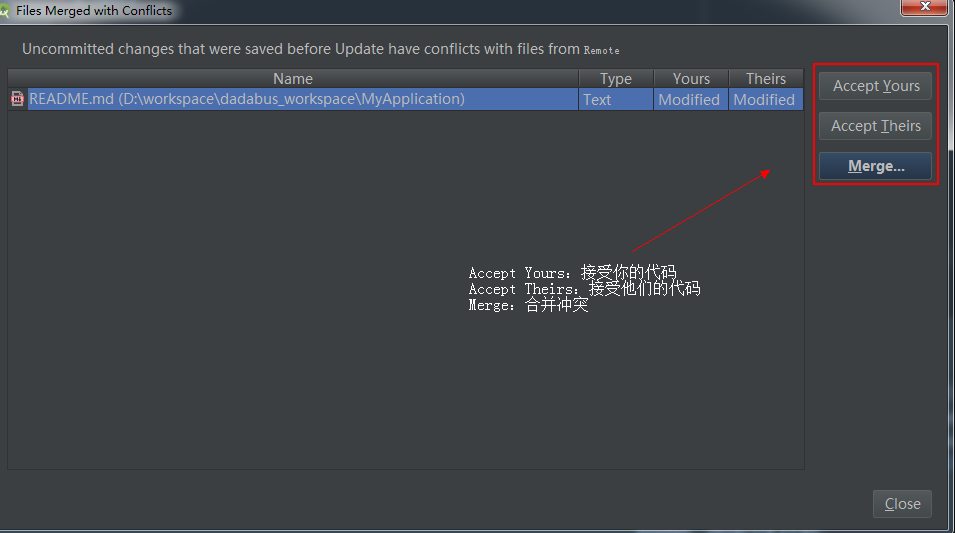 Files Merged with Conflicts
Uncommitted changes that were saved before Update have conflicts with files from Remote
Name Type Yours Theirs
README.md (D:\workspace\dadabus_workspace\MyApplication) Text Modified Modified
Accept Yours
Accept Theirs
Merge...
Accept Yours：接受你的代码
Accept Theirs：接受他们的代码
Merge：合并冲突
Close